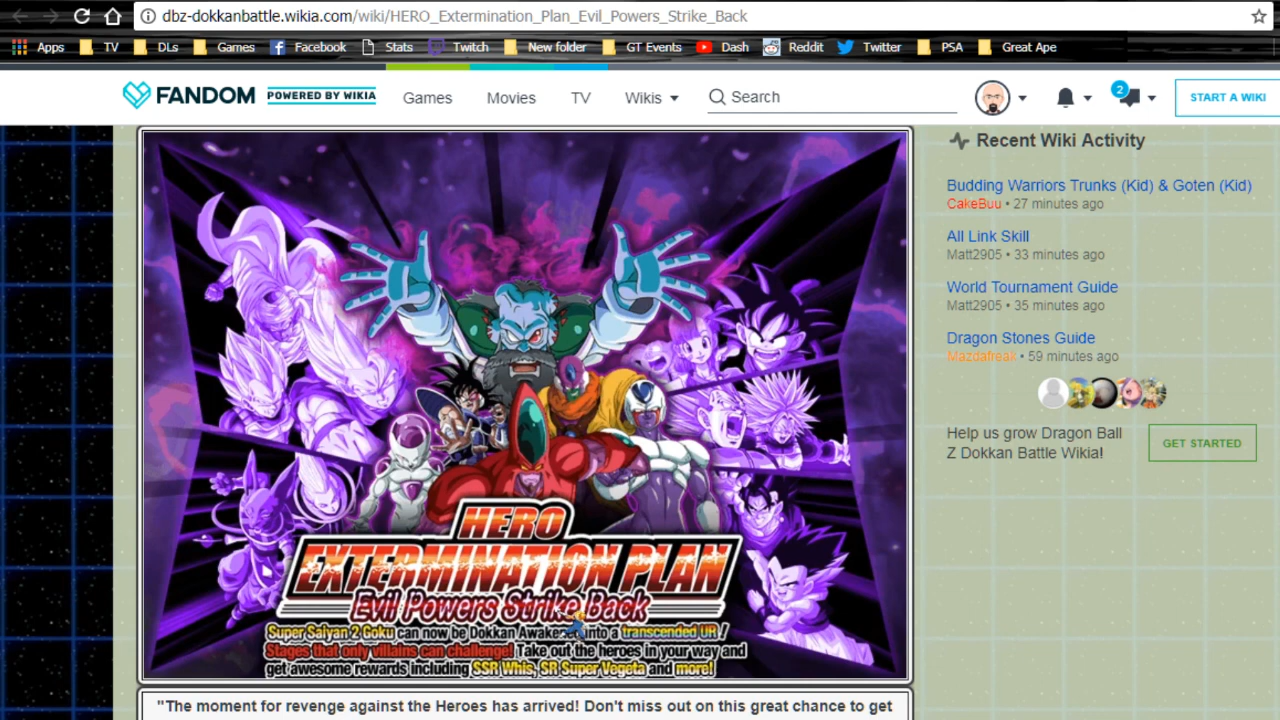 dbz-dokkanbattle.wikia.com/wiki/HERO_Extermination_Plan_Evil_Powers_Strike_Back
Apps TV DLs Games Facebook Stats Twitch New folder GT Events Dash Reddit Twitter PSA Great Ape
FANDOM POWERED BY WIKIA Games Movies TV Wikis Search 2 START A WIKI
Recent Wiki Activity
Budding Warriors Trunks (Kid) & Goten (Kid)
CakeBuu • 27 minutes ago
All Link Skill
Matt2905 • 33 minutes ago
World Tournament Guide
Matt2905 • 35 minutes ago
Dragon Stones Guide
Mazdafreak • 59 minutes ago
Help us grow Dragon Ball
Z Dokkan Battle Wikia!
GET STARTED
HERO
EXTERMINATION PLAN
Evil Powers Strike Back
Super Saiyan 2 Goku can now be Dokkan Awakened into a transcended UR!
Stages that only villains can challenge! Take out the heroes in your way and
get awesome rewards including SSR Whis, SR Super Vegeta and more!
"The moment for revenge against the Heroes has arrived! Don't miss out on this great chance to get